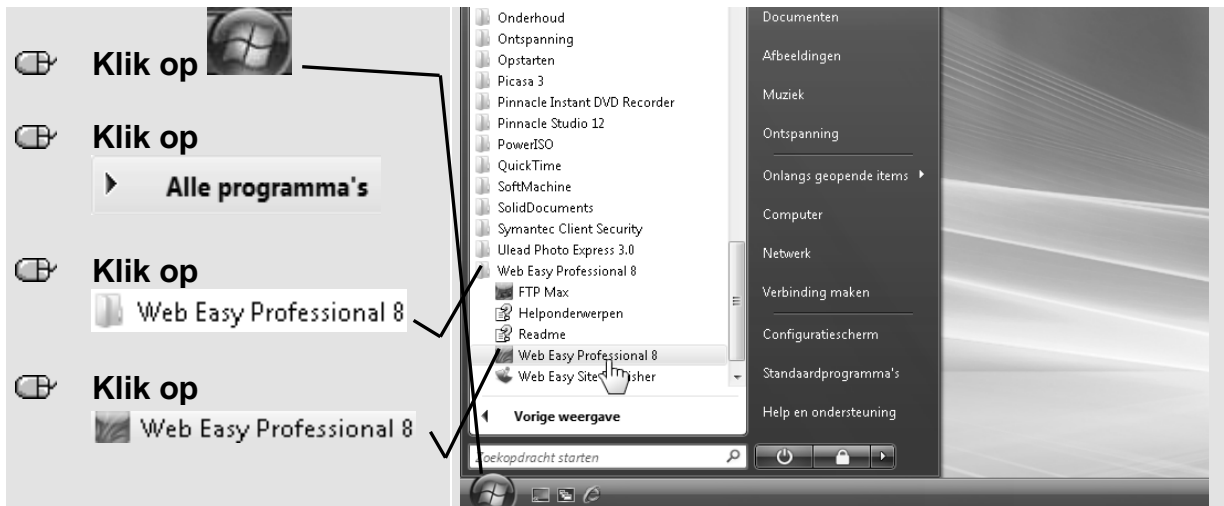 Klik op
Klik op
Alle programma's
Klik op
Web Easy Professional 8
Klik op
Web Easy Professional 8
Onderhoud
Ontspanning
Opstarten
Picasa 3
Pinnacle Instant DVD Recorder
Pinnacle Studio 12
PowerISO
QuickTime
SoftMachine
SolidDocuments
Symantec Client Security
Ulead Photo Express 3.0
Web Easy Professional 8
FTP Max
Helponderwerpen
Readme
Web Easy Professional 8
Web Easy Site
Vorige weergave
Zoekopdracht starten
Documenten
Afbeeldingen
Muziek
Ontspanning
Onlangs geopende items
Computer
Netwerk
Verbinding maken
Configuratiescherm
Standaardprogramma's
Help en ondersteuning